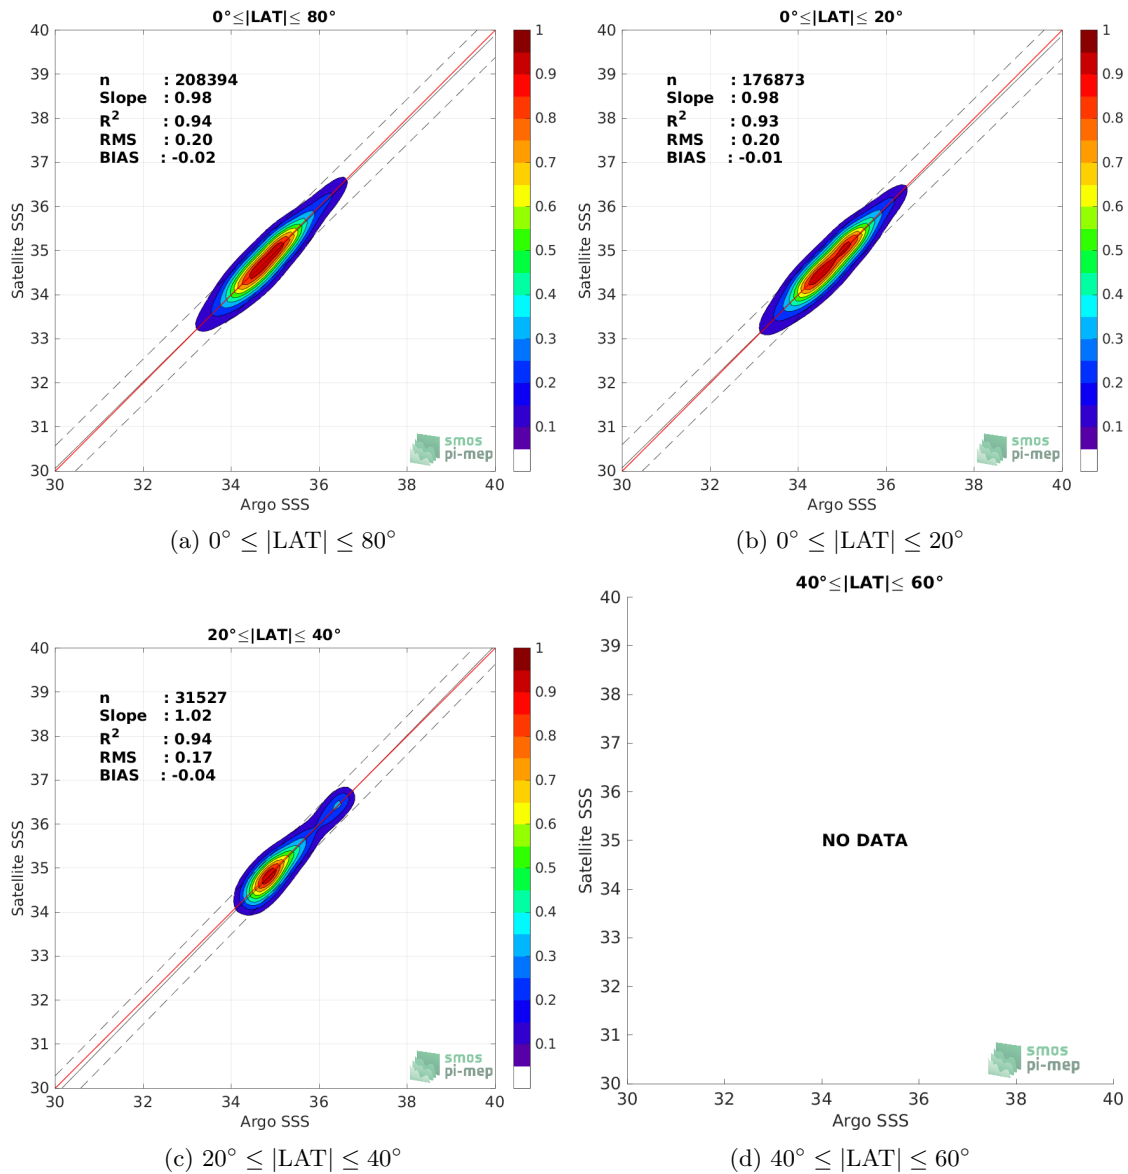 0°≤|LAT|≤ 80°
40
39
38
37
36
35
34
33
32
31
30
Satellite SSS
n : 208394
Slope : 0.98
R² : 0.94
RMS : 0.20
BIAS : -0.02
smos
pi-mep
30 32 34 36 38 40
Argo SSS
1
0.9
0.8
0.7
0.6
0.5
0.4
0.3
0.2
0.1
(a) 0° ≤ |LAT| ≤ 80°
0°≤|LAT|≤ 20°
40
39
38
37
36
35
34
33
32
31
30
Satellite SSS
n : 176873
Slope : 0.98
R² : 0.93
RMS : 0.20
BIAS : -0.01
smos
pi-mep
30 32 34 36 38 40
Argo SSS
1
0.9
0.8
0.7
0.6
0.5
0.4
0.3
0.2
0.1
(b) 0° ≤ |LAT| ≤ 20°
20°≤|LAT|≤ 40°
40
39
38
37
36
35
34
33
32
31
30
Satellite SSS
n : 31527
Slope : 1.02
R² : 0.94
RMS : 0.17
BIAS : -0.04
smos
pi-mep
30 32 34 36 38 40
Argo SSS
1
0.9
0.8
0.7
0.6
0.5
0.4
0.3
0.2
0.1
(c) 20° ≤ |LAT| ≤ 40°
40°≤|LAT|≤ 60°
40
39
38
37
36
35
34
33
32
31
30
Satellite SSS
NO DATA
smos
pi-mep
30 32 34 36 38 40
Argo SSS
(d) 40° ≤ |LAT| ≤ 60°